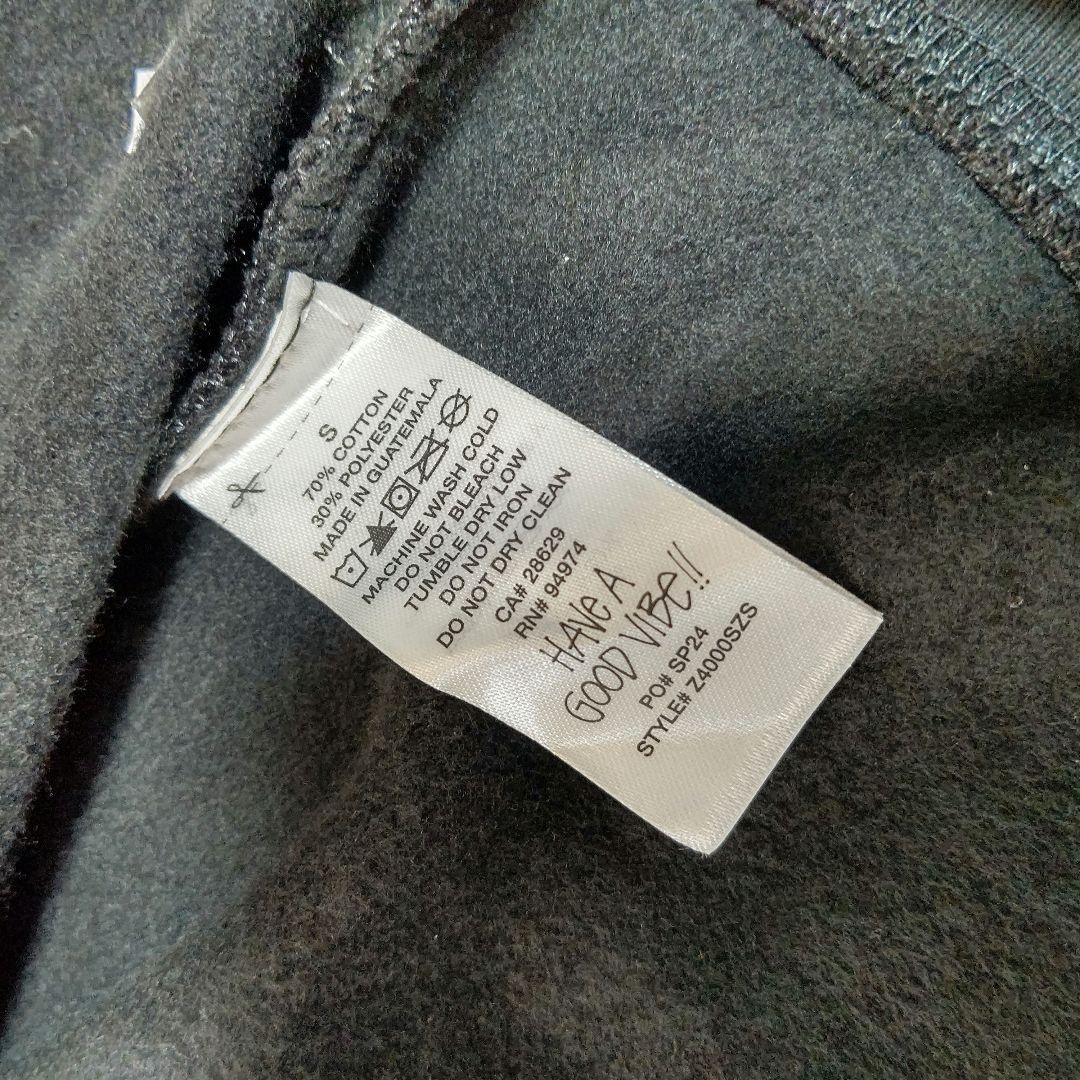 S
70% COTTON
30% POLYESTER
MADE IN GUATEMALA
MACHINE WASH COLD
DO NOT BLEACH
TUMBLE DRY LOW
DO NOT IRON
DO NOT DRY CLEAN
CA# 28629
RN# 94974
HAVE A
GOOD VIBE!!
PO# SP24
STYLE# Z4000SZS